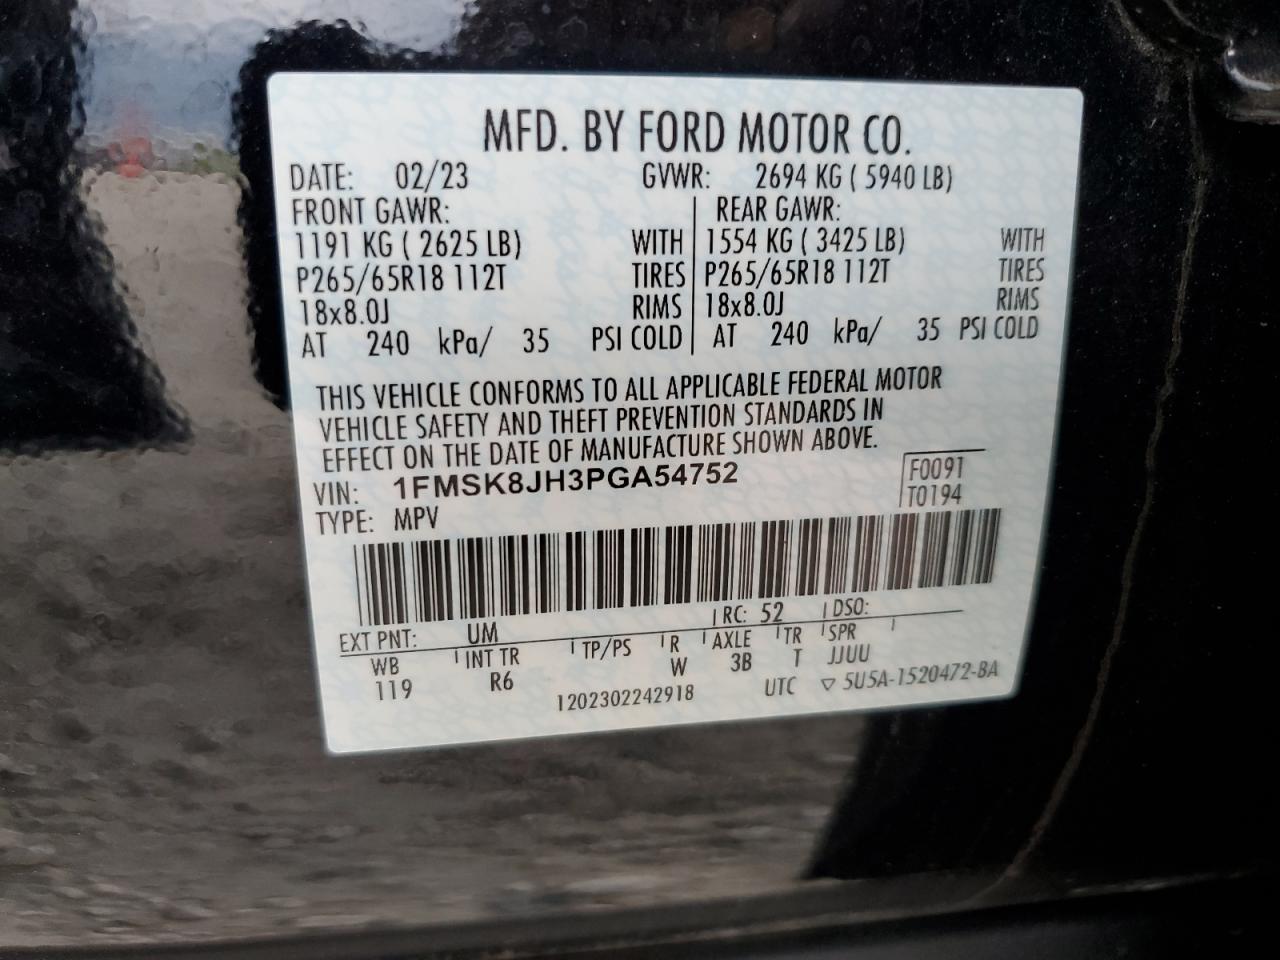 MFD. BY FORD MOTOR CO.
DATE: 02/23 GVWR: 2694 KG ( 5940 LB)
FRONT GAWR: REAR GAWR:
1191 KG ( 2625 LB) WITH 1554 KG ( 3425 LB) WITH
P265/65R18 112T TIRES P265/65R18 112T TIRES
18x8.0J RIMS 18x8.0J RIMS
AT 240 kPa/ 35 PSI COLD AT 240 kPa/ 35 PSI COLD
THIS VEHICLE CONFORMS TO ALL APPLICABLE FEDERAL MOTOR
VEHICLE SAFETY AND THEFT PREVENTION STANDARDS IN
EFFECT ON THE DATE OF MANUFACTURE SHOWN ABOVE.
VIN: 1FMSK8JH3PGA54752 F0091
TYPE: MPV T0194
EXT PNT: UM RC: 52 DSO:
WB INT TR TP/PS R AXLE TR SPR
119 R6 W 3B T JJUU
1202302242918 UTC ▽ 5U5A-1520472-BA